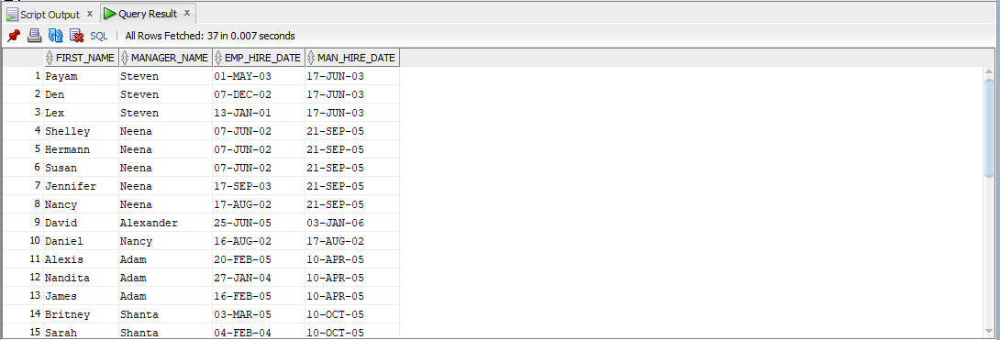 Script Output x Query Result x
SQL | All Rows Fetched: 37 in 0.007 seconds
FIRST_NAME MANAGER_NAME EMP_HIRE_DATE MAN_HIRE_DATE
1 Payam Steven 01-MAY-03 17-JUN-03
2 Den Steven 07-DEC-02 17-JUN-03
3 Lex Steven 13-JAN-01 17-JUN-03
4 Shelley Neena 07-JUN-02 21-SEP-05
5 Hermann Neena 07-JUN-02 21-SEP-05
6 Susan Neena 07-JUN-02 21-SEP-05
7 Jennifer Neena 17-SEP-03 21-SEP-05
8 Nancy Neena 17-AUG-02 21-SEP-05
9 David Alexander 25-JUN-05 03-JAN-06
10 Daniel Nancy 16-AUG-02 17-AUG-02
11 Alexis Adam 20-FEB-05 10-APR-05
12 Nandita Adam 27-JAN-04 10-APR-05
13 James Adam 16-FEB-05 10-APR-05
14 Britney Shanta 03-MAR-05 10-OCT-05
15 Sarah Shanta 04-FEB-04 10-OCT-05